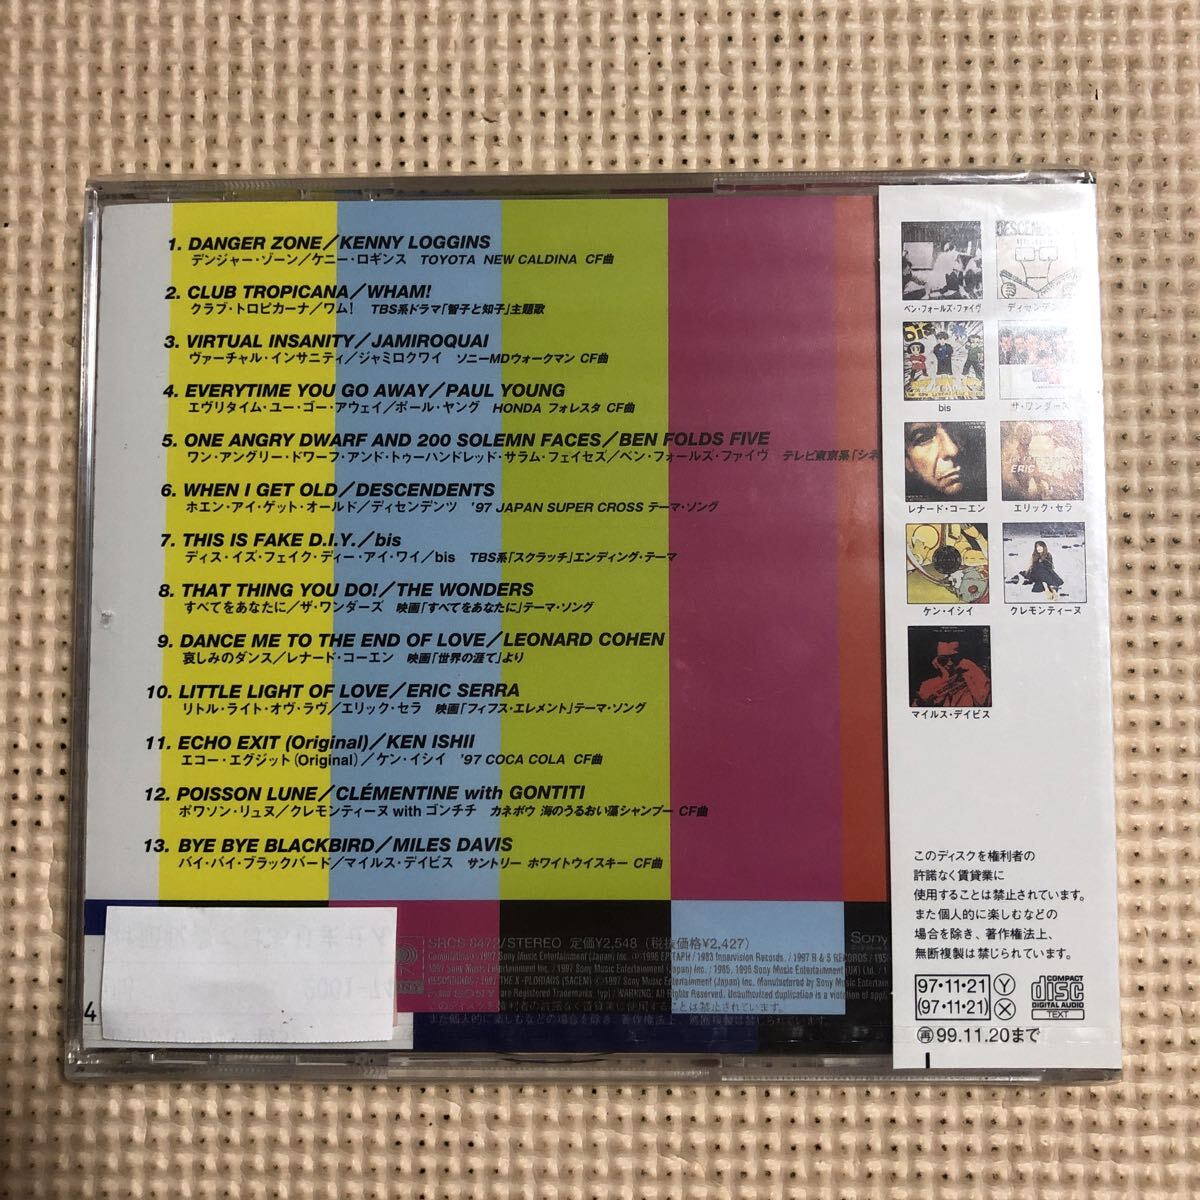 1. DANGER ZONE／KENNY LOGGINS
デンジャー・ゾーン／ケニー・ロギンス TOYOTA NEW CALDINA CF曲
2. CLUB TROPICANA／WHAM!
クラブ・トロピカーナ／ワム! TBS系ドラマ「智子と知子」主題歌
3. VIRTUAL INSANITY／JAMIROQUAI
ヴァーチャル・インサニティ／ジャミロクワイ ソニーMDウォークマン CF曲
4. EVERYTIME YOU GO AWAY／PAUL YOUNG
エヴリタイム・ユー・ゴー・アウェイ／ポール・ヤング HONDA フォレスタ CF曲
5. ONE ANGRY DWARF AND 200 SOLEMN FACES／BEN FOLDS FIVE
ワン・アングリー・ドワーフ・アンド・トゥーハンドレッド・サラム・フェイセズ／ベン・フォールズ・ファイヴ テレビ東京系「シネ
6. WHEN I GET OLD／DESCENDENTS
ホエン・アイ・ゲット・オールド／ディセンデンツ '97 JAPAN SUPER CROSS テーマ・ソング
7. THIS IS FAKE D.I.Y.／bis
ディス・イズ・フェイク・ディー・アイ・ワイ／bis TBS系「スクラッチ」エンディング・テーマ
8. THAT THING YOU DO!／THE WONDERS
すべてをあなたに／ザ・ワンダーズ 映画「すべてをあなたに」テーマ・ソング
9. DANCE ME TO THE END OF LOVE／LEONARD COHEN
哀しみのダンス／レナード・コーエン 映画「世界の涯て」より
10. LITTLE LIGHT OF LOVE／ERIC SERRA
リトル・ライト・オヴ・ラヴ／エリック・セラ 映画「フィフス・エレメント」テーマ・ソング
11. ECHO EXIT (Original)／KEN ISHII
エコー・エグジット(Original)／ケン・イシイ '97 COCA COLA CF曲
12. POISSON LUNE／CLÉMENTINE with GONTITI
ポワソン・リュヌ／クレモンティーヌ with ゴンチチ カネボウ 海のうるおい藻シャンプー CF曲
13. BYE BYE BLACKBIRD／MILES DAVIS
バイ・バイ・ブラックバード／マイルス・デイビス サントリー ホワイトウイスキー CF曲
SRCS 8472/STEREO 定価¥2,548 (税抜価格¥2,427)
SONY
Sony
4
ベン・フォールズ・ファイヴ
ディセンデンツ
bis
ザ・ワンダーズ
レナード・コーエン
エリック・セラ
ケン・イシイ
クレモンティーヌ
マイルス・デイビス
このディスクを権利者の
許諾なく賃貸業に
使用することは禁止されています。
また個人的に楽しむなどの
場合を除き、著作権法上、
無断複製は禁じられています。
97・11・21 Y
(97・11・21) X
再 99.11.20まで
COMPACT
disc
DIGITAL AUDIO
TEXT